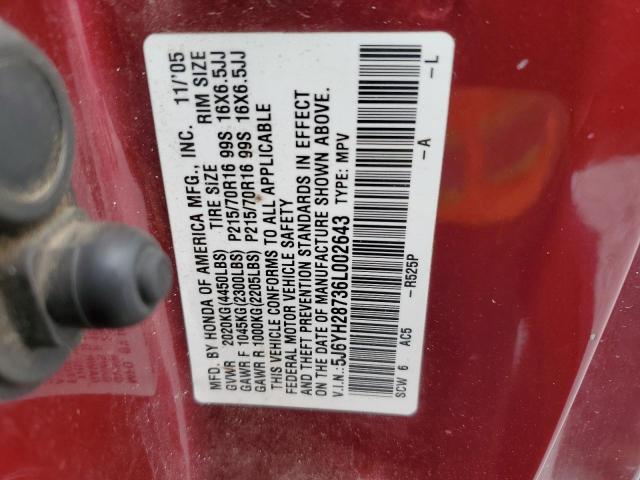 MFD. BY HONDA OF AMERICA MFG., INC. 11/'05
TIRE SIZE RIM SIZE
GVWR 2020KG(4450LBS)
GAWR F 1045KG(2300LBS) P215/70R16 99S 16X6.5JJ
GAWR R 1000KG(2205LBS) P215/70R16 99S 16X6.5JJ
THIS VEHICLE CONFORMS TO ALL APPLICABLE
FEDERAL MOTOR VEHICLE SAFETY
AND THEFT PREVENTION STANDARDS IN EFFECT
ON THE DATE OF MANUFACTURE SHOWN ABOVE.
V.I.N.:5J6YH28736L002643 TYPE: MPV
SCW 6 AC5 -R525P -A -L